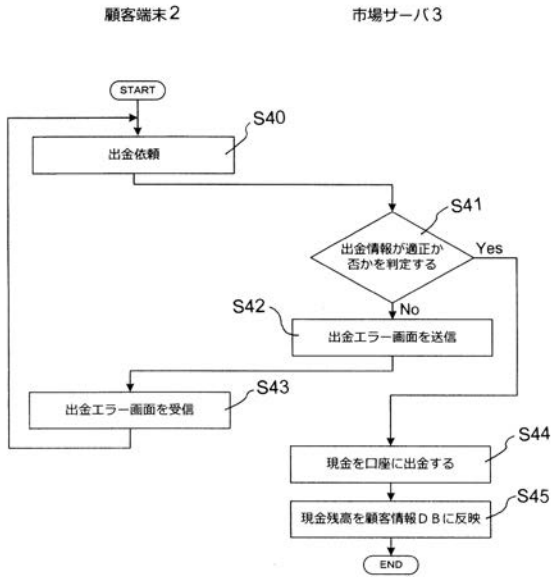 顧客端末2
市場サーバ3
START
S40
出金依頼
S41
出金情報が適正か
否かを判定する
Yes
No
S42
出金エラー画面を送信
S43
出金エラー画面を受信
S44
現金を口座に出金する
S45
現金残高を顧客情報DBに反映
END